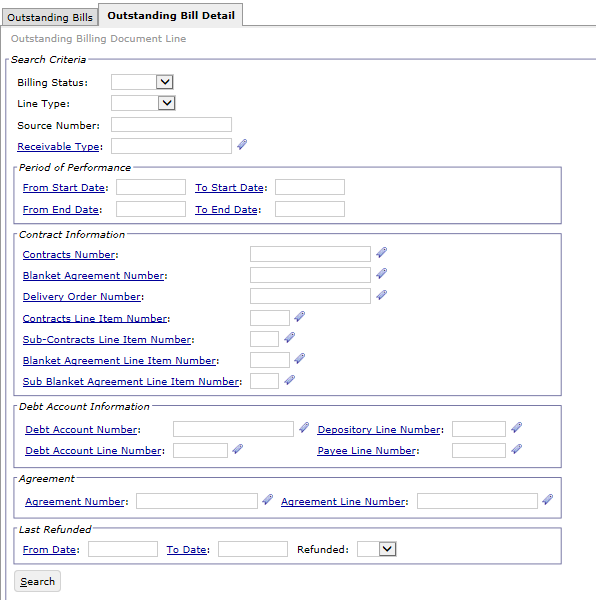 Outstanding Bills Outstanding Bill Detail
Outstanding Billing Document Line
Search Criteria
Billing Status:
Line Type:
Source Number:
Receivable Type:
Period of Performance
From Start Date: To Start Date:
From End Date: To End Date:
Contract Information
Contracts Number:
Blanket Agreement Number:
Delivery Order Number:
Contracts Line Item Number:
Sub-Contracts Line Item Number:
Blanket Agreement Line Item Number:
Sub Blanket Agreement Line Item Number:
Debt Account Information
Debt Account Number: Depository Line Number:
Debt Account Line Number: Payee Line Number:
Agreement
Agreement Number: Agreement Line Number:
Last Refunded
From Date: To Date: Refunded:
Search